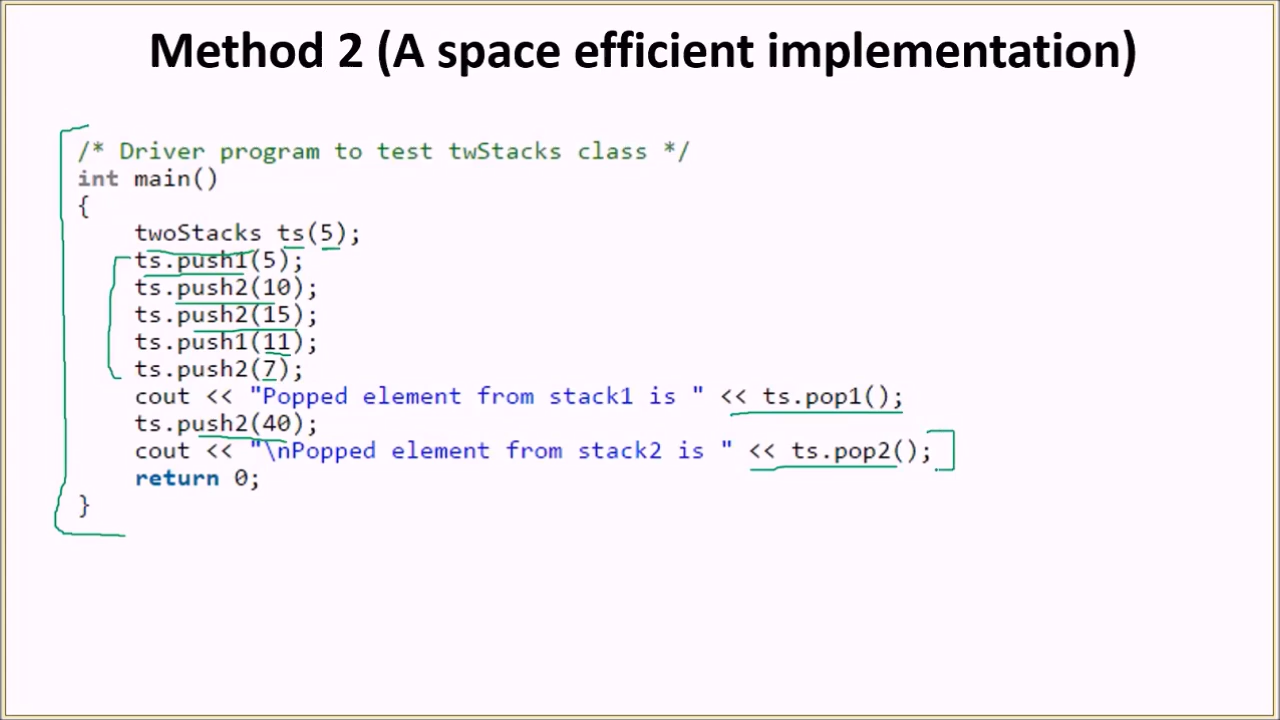 Method 2 (A space efficient implementation)
/* Driver program to test twStacks class */
int main()
{
twoStacks ts(5);
ts.push1(5);
ts.push2(10);
ts.push2(15);
ts.push1(11);
ts.push2(7);
cout << "Popped element from stack1 is " << ts.pop1();
ts.push2(40);
cout << "\nPopped element from stack2 is " << ts.pop2();
return 0;
}